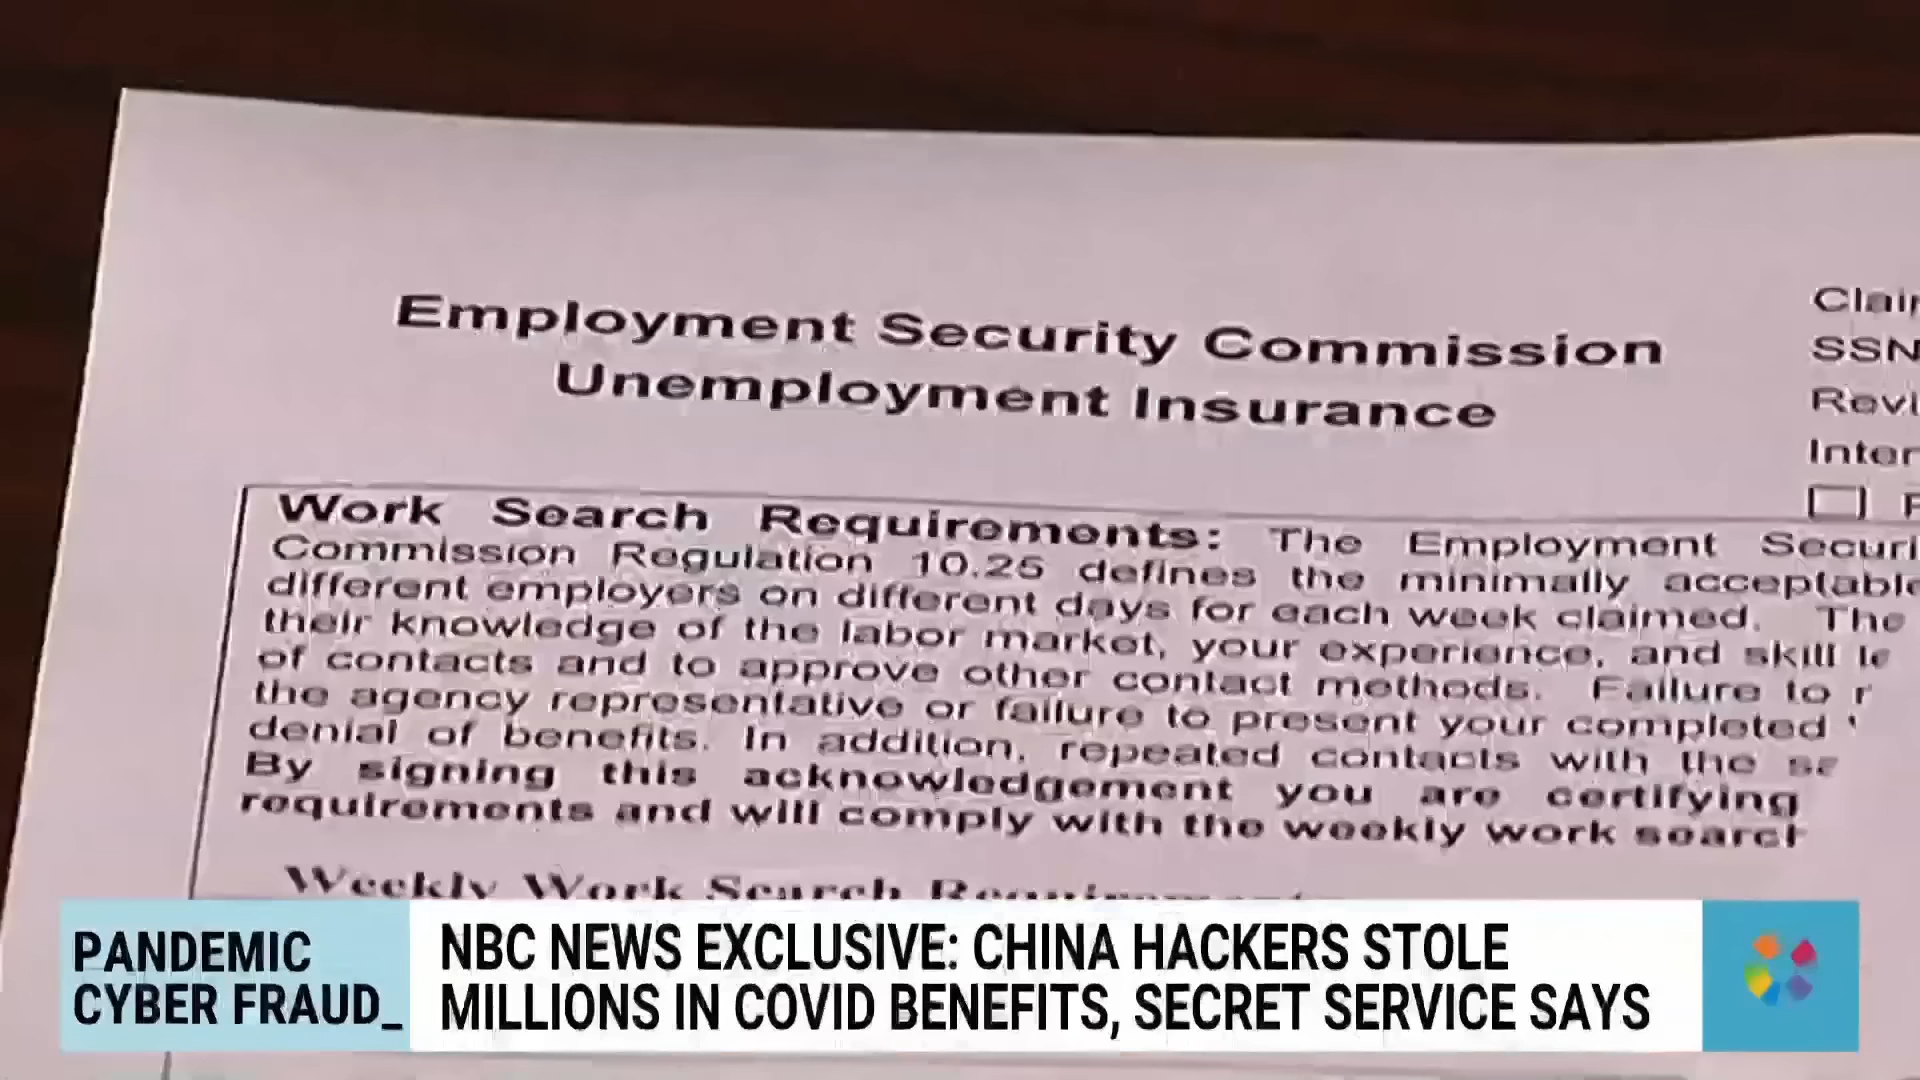 Employment Security Commission
Unemployment Insurance
SSN
Work Search Requirements: The Employment
Commission Regulation 10.25 defines the minimally
different employers on different days for each week claimed. The
their knowledge of the labor market, your experience, and skill
of contacts and to approve other contact methods. Failure to
the agency representative or failure to present your completed
denial of benefits. In addition, repeated contacts with the
By signing this acknowledgement you are certifying
requirements and will comply with the weekly work
Weekly Work Search
PANDEMIC
CYBER FRAUD_
NBC NEWS EXCLUSIVE: CHINA HACKERS STOLE
MILLIONS IN COVID BENEFITS, SECRET SERVICE SAYS